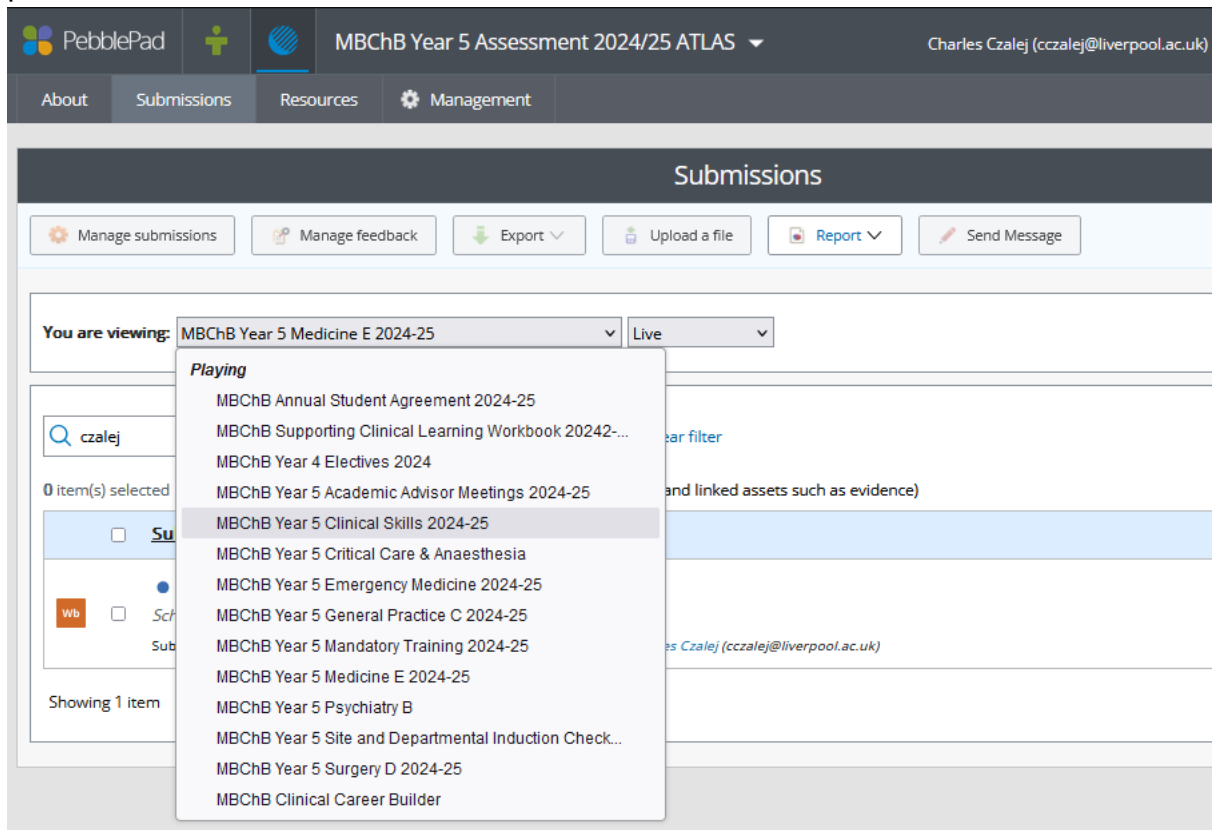 PebblePad MBChB Year 5 Assessment 2024/25 ATLAS Charles Czalej (cczalej@liverpool.ac.uk)
About Submissions Resources Management
Submissions
Manage submissions Manage feedback Export Upload a file Report Send Message
You are viewing: MBChB Year 5 Medicine E 2024-25 Live
Playing
MBChB Annual Student Agreement 2024-25
czalej MBChB Supporting Clinical Learning Workbook 20242-... ear filter
MBChB Year 4 Electives 2024
0 item(s) selected MBChB Year 5 Academic Advisor Meetings 2024-25 and linked assets such as evidence)
Su MBChB Year 5 Clinical Skills 2024-25
MBChB Year 5 Critical Care & Anaesthesia
MBChB Year 5 Emergency Medicine 2024-25
Wb Sch MBChB Year 5 General Practice C 2024-25
Sub MBChB Year 5 Mandatory Training 2024-25 es Czalej (cczalej@liverpool.ac.uk)
MBChB Year 5 Medicine E 2024-25
Showing 1 item MBChB Year 5 Psychiatry B
MBChB Year 5 Site and Departmental Induction Check...
MBChB Year 5 Surgery D 2024-25
MBChB Clinical Career Builder